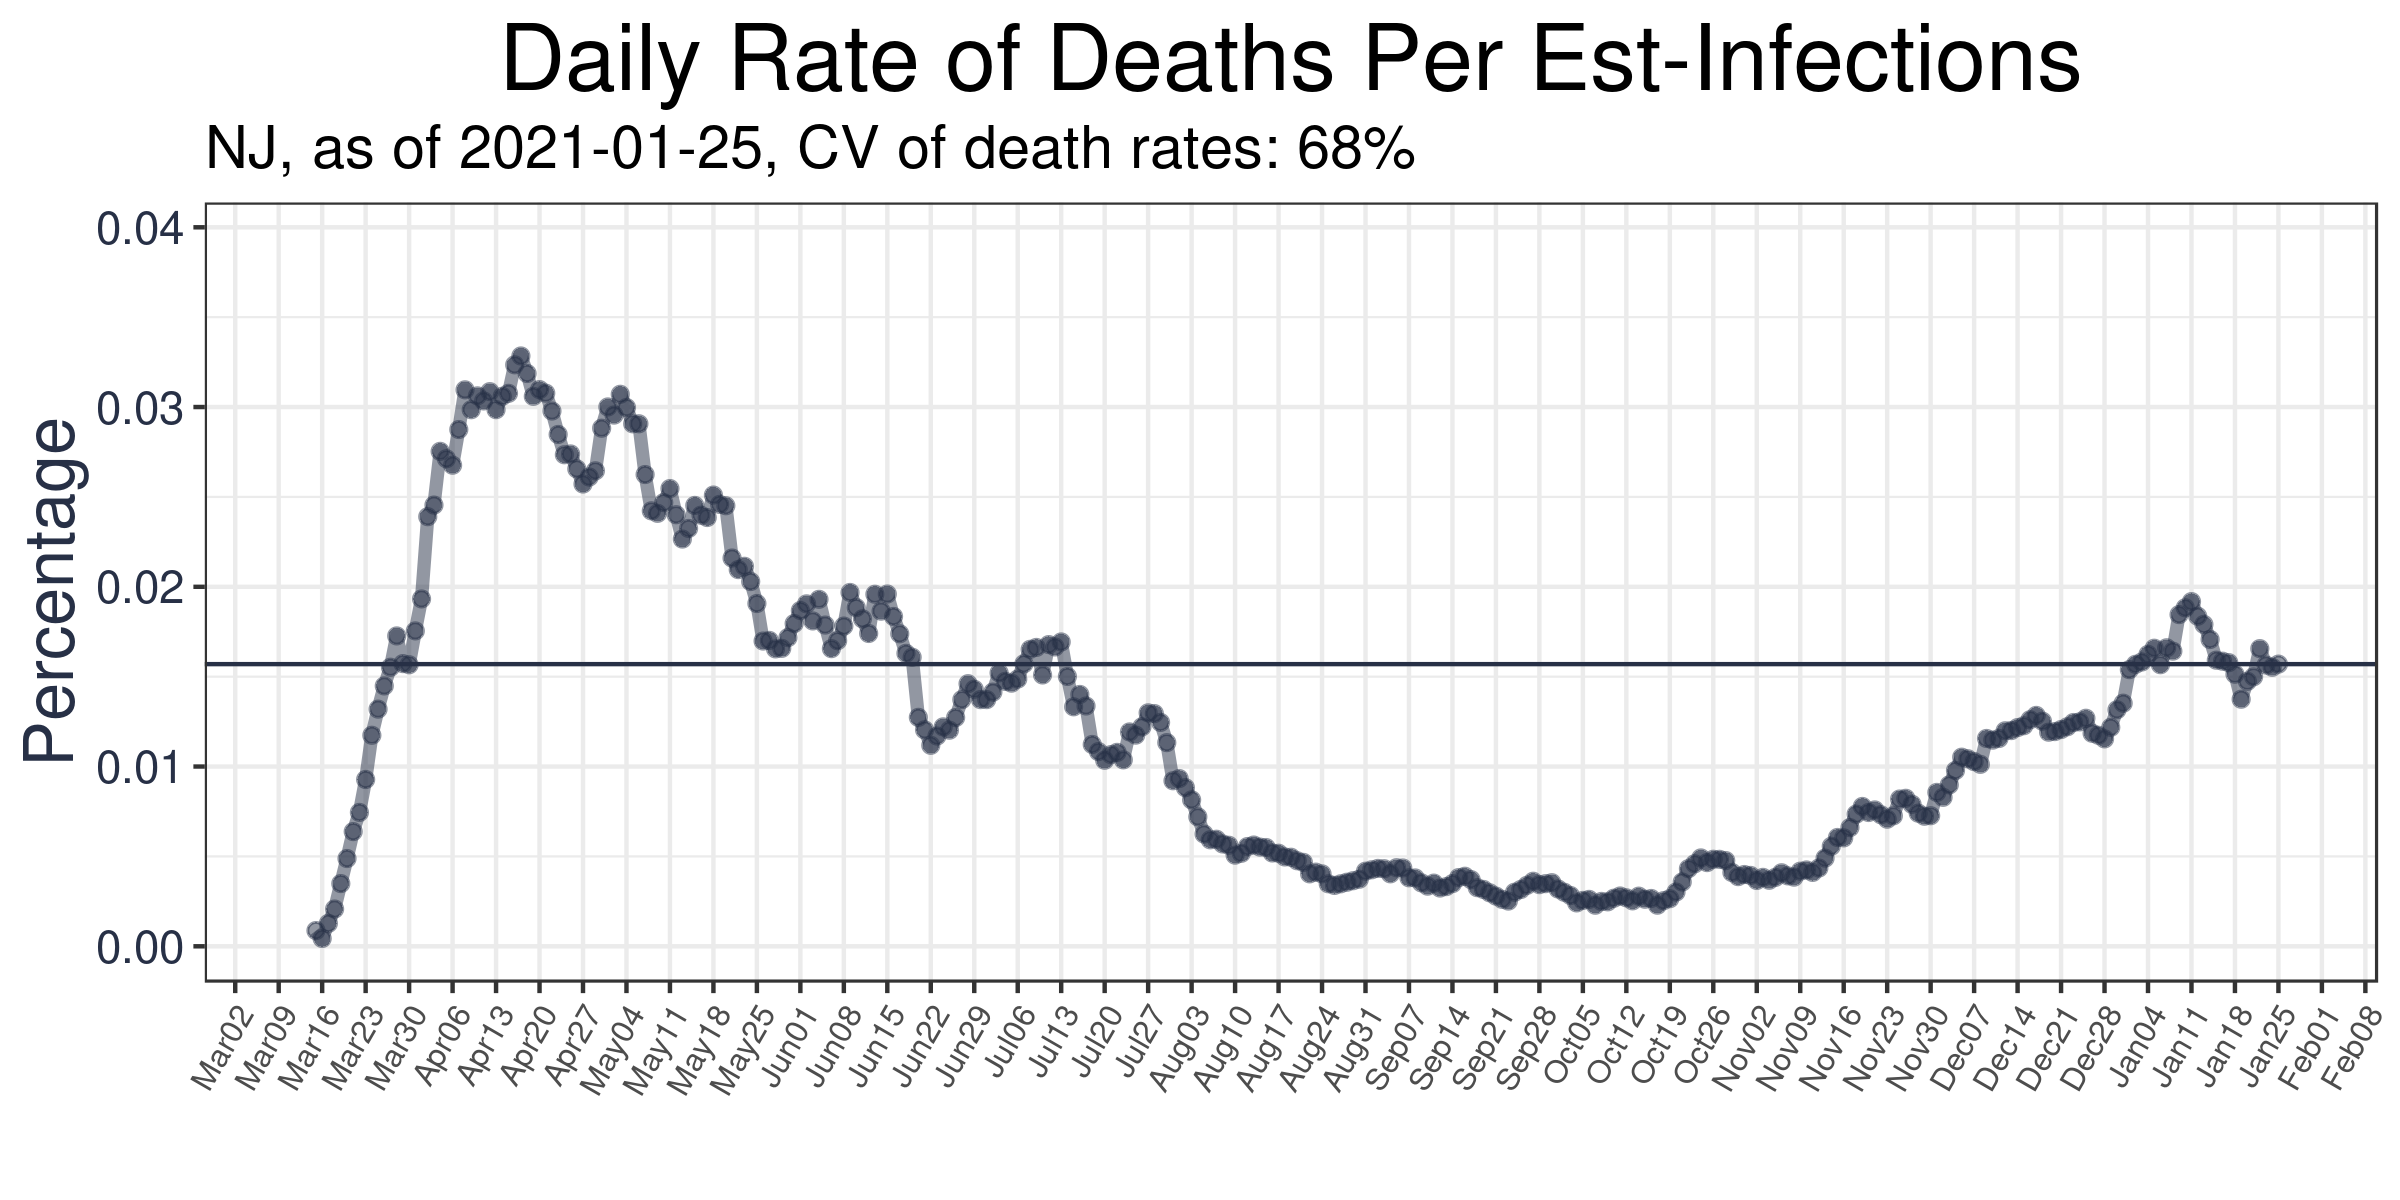 Daily Rate of Deaths Per Est-Infections
NJ, as of 2021-01-25, CV of death rates: 68%
Percentage
0.04
0.03
0.02
0.01
0.00
Mar02
Mar09
Mar16
Mar23
Mar30
Apr06
Apr13
Apr20
Apr27
May04
May11
May18
May25
Jun01
Jun08
Jun15
Jun22
Jun29
Jul06
Jul13
Jul20
Jul27
Aug03
Aug10
Aug17
Aug24
Aug31
Sep07
Sep14
Sep21
Sep28
Oct05
Oct12
Oct19
Oct26
Nov02
Nov09
Nov16
Nov23
Nov30
Dec07
Dec14
Dec21
Dec28
Jan04
Jan11
Jan18
Jan25
Feb01
Feb08